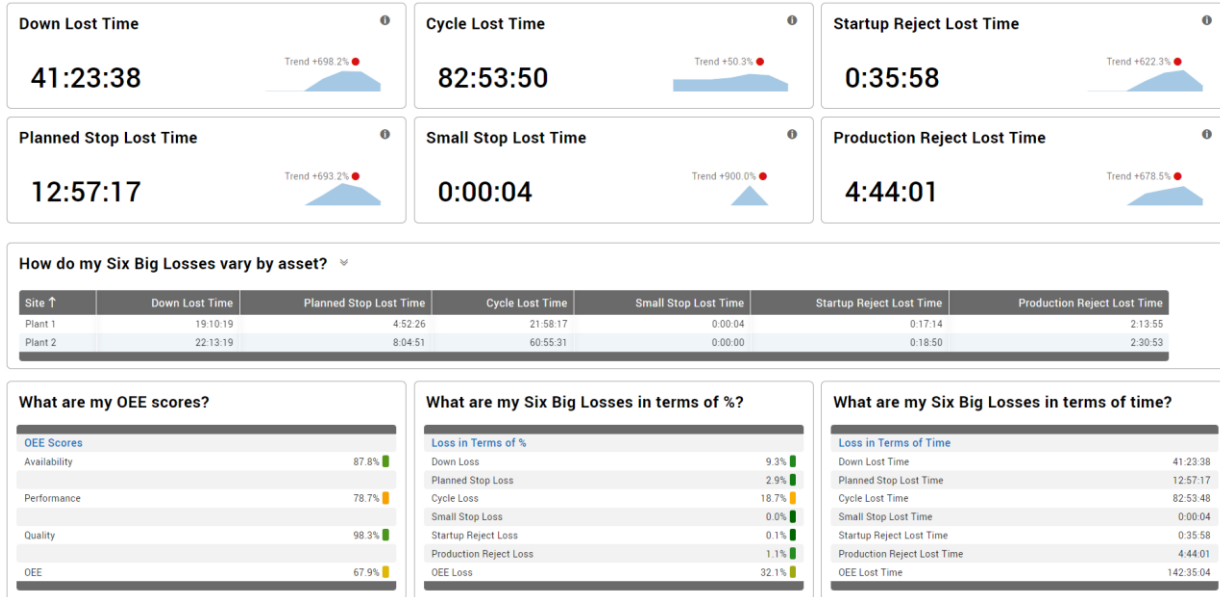 Down Lost Time
41:23:38
Trend +698.2%
Cycle Lost Time
82:53:50
Trend +50.3%
Startup Reject Lost Time
0:35:58
Trend +622.3%
Planned Stop Lost Time
12:57:17
Trend +693.2%
Small Stop Lost Time
0:00:04
Trend +900.0%
Production Reject Lost Time
4:44:01
Trend +678.5%
How do my Six Big Losses vary by asset?
Site ↑ Down Lost Time Planned Stop Lost Time Cycle Lost Time Small Stop Lost Time Startup Reject Lost Time Production Reject Lost Time
Plant 1 19:10:19 4:52:26 21:58:17 0:00:04 0:17:14 2:13:55
Plant 2 22:13:19 8:04:51 60:55:31 0:00:00 0:18:50 2:30:53
What are my OEE scores?
OEE Scores
Availability 87.8%
Performance 78.7%
Quality 98.3%
OEE 67.9%
What are my Six Big Losses in terms of %?
Loss in Terms of %
Down Loss 9.3%
Planned Stop Loss 2.9%
Cycle Loss 18.7%
Small Stop Loss 0.0%
Startup Reject Loss 0.1%
Production Reject Loss 1.1%
OEE Loss 32.1%
What are my Six Big Losses in terms of time?
Loss in Terms of Time
Down Lost Time 41:23:38
Planned Stop Lost Time 12:57:17
Cycle Lost Time 82:53:48
Small Stop Lost Time 0:00:04
Startup Reject Lost Time 0:35:58
Production Reject Lost Time 4:44:01
OEE Lost Time 142:35:04